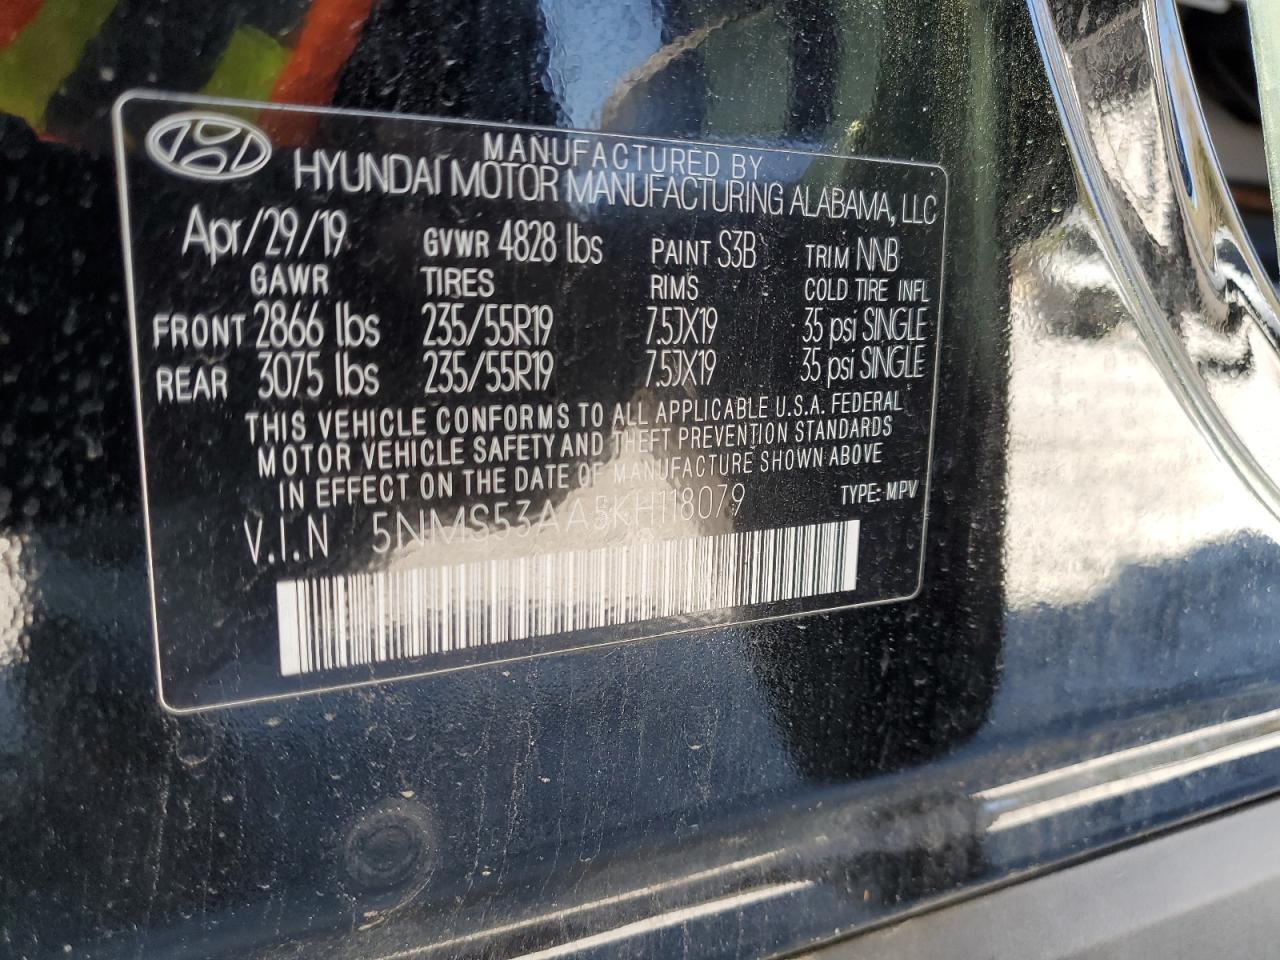 MANUFACTURED BY
HYUNDAI MOTOR MANUFACTURING ALABAMA, LLC
Apr/29/19 GVWR 4828 lbs PAINT S3B TRIM NNB
GAWR TIRES RIMS COLD TIRE INFL
FRONT 2866 lbs 235/55R19 7.5JX19 35 psi SINGLE
REAR 3075 lbs 235/55R19 7.5JX19 35 psi SINGLE
THIS VEHICLE CONFORMS TO ALL APPLICABLE U.S.A. FEDERAL
MOTOR VEHICLE SAFETY AND THEFT PREVENTION STANDARDS
IN EFFECT ON THE DATE OF MANUFACTURE SHOWN ABOVE
V.I.N 5NMS53AA5KH118079 TYPE: MPV